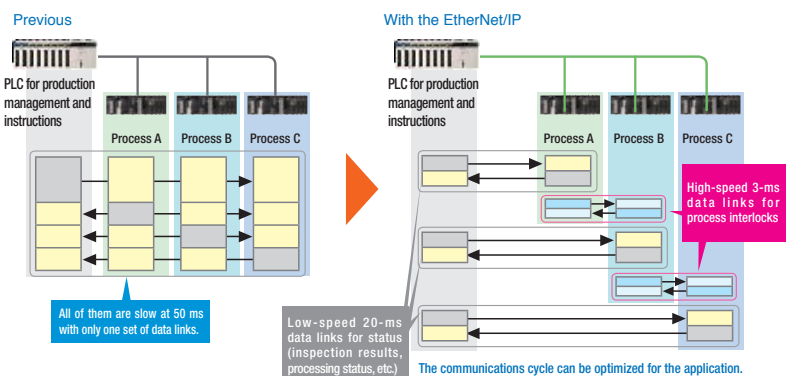 Previous
PLC for production
management and
instructions
Process A
Process B
Process C
All of them are slow at 50 ms
with only one set of data links.
With the EtherNet/IP
PLC for production
management and
instructions
Process A
Process B
Process C
High-speed 3-ms
data links for
process interlocks
Low-speed 20-ms
data links for status
(inspection results,
processing status, etc.)
The communications cycle can be optimized for the application.